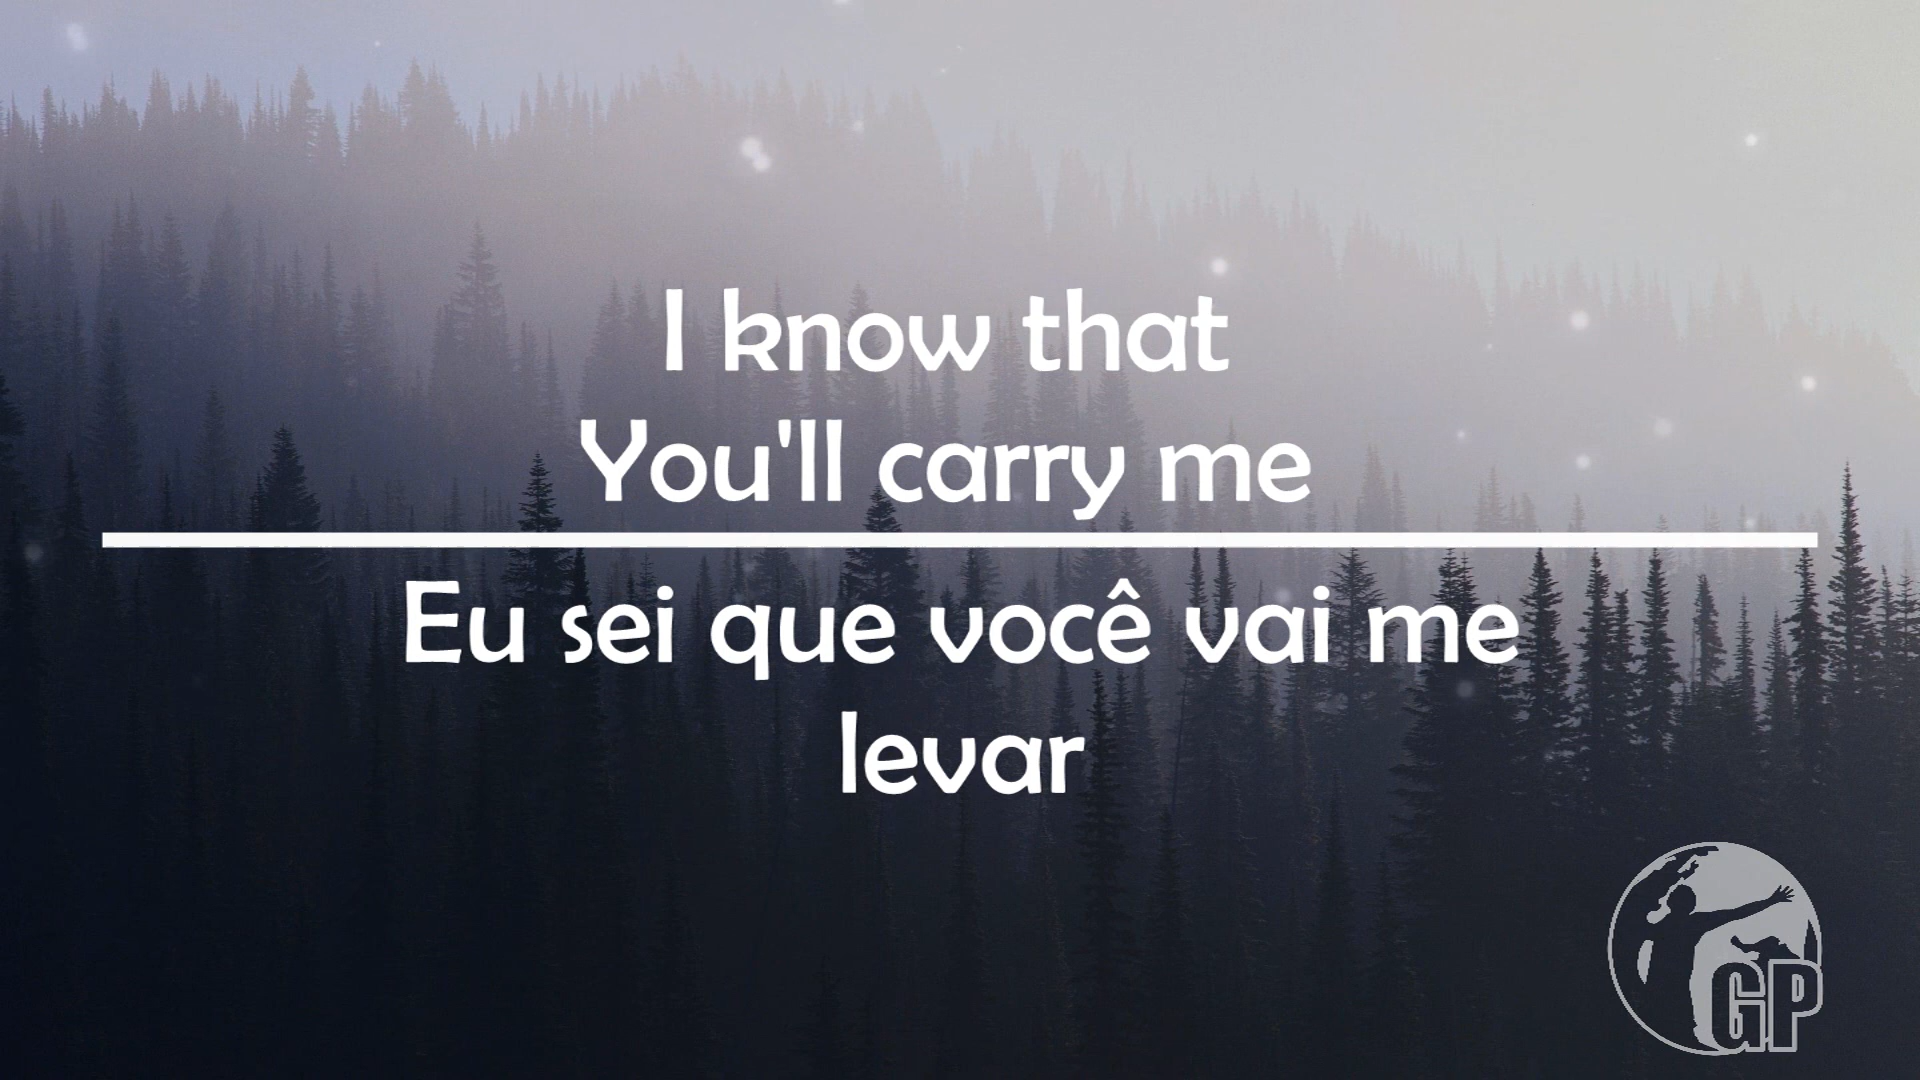 I know that
You'll carry me
Eu sei que você vai me
levar
GP